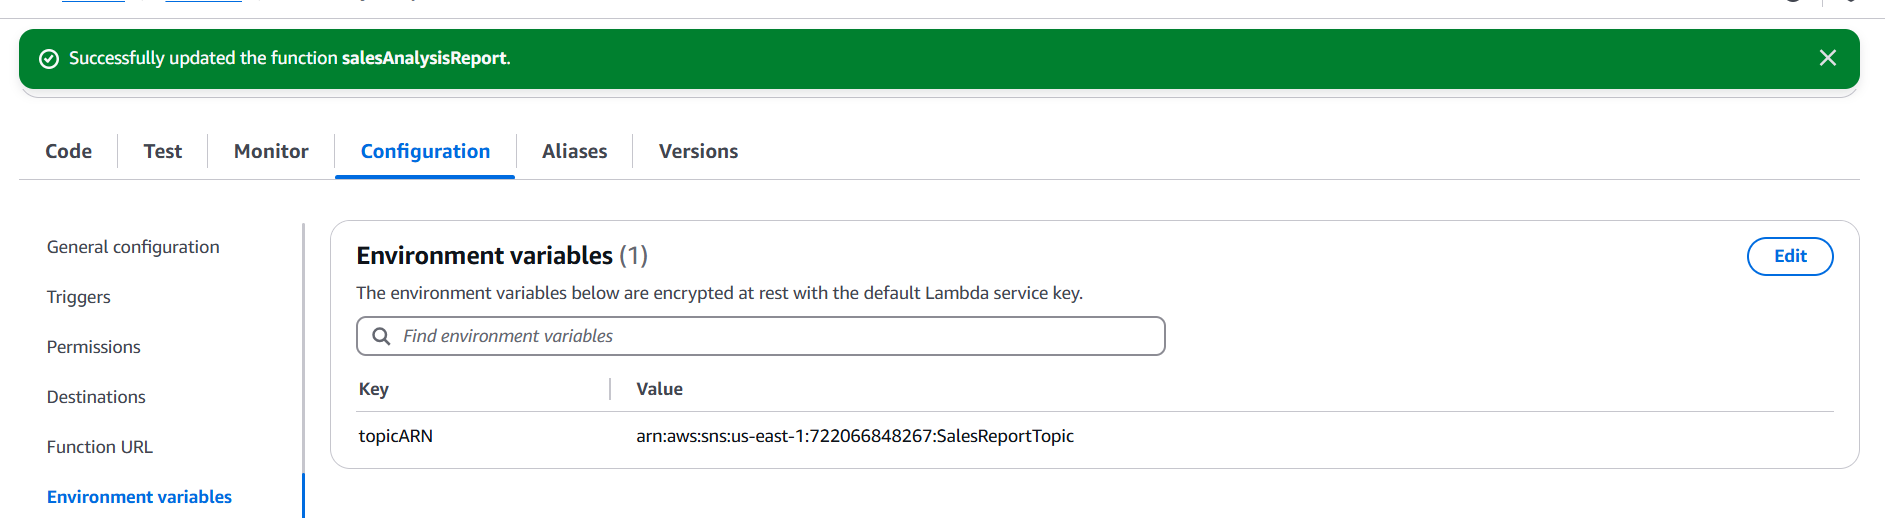 Successfully updated the function salesAnalysisReport.
Code
Test
Monitor
Configuration
Aliases
Versions
General configuration
Triggers
Permissions
Destinations
Function URL
Environment variables
Environment variables (1)
Edit
The environment variables below are encrypted at rest with the default Lambda service key.
Find environment variables
Key
Value
topicARN
arn:aws:sns:us-east-1:722066848267:SalesReportTopic